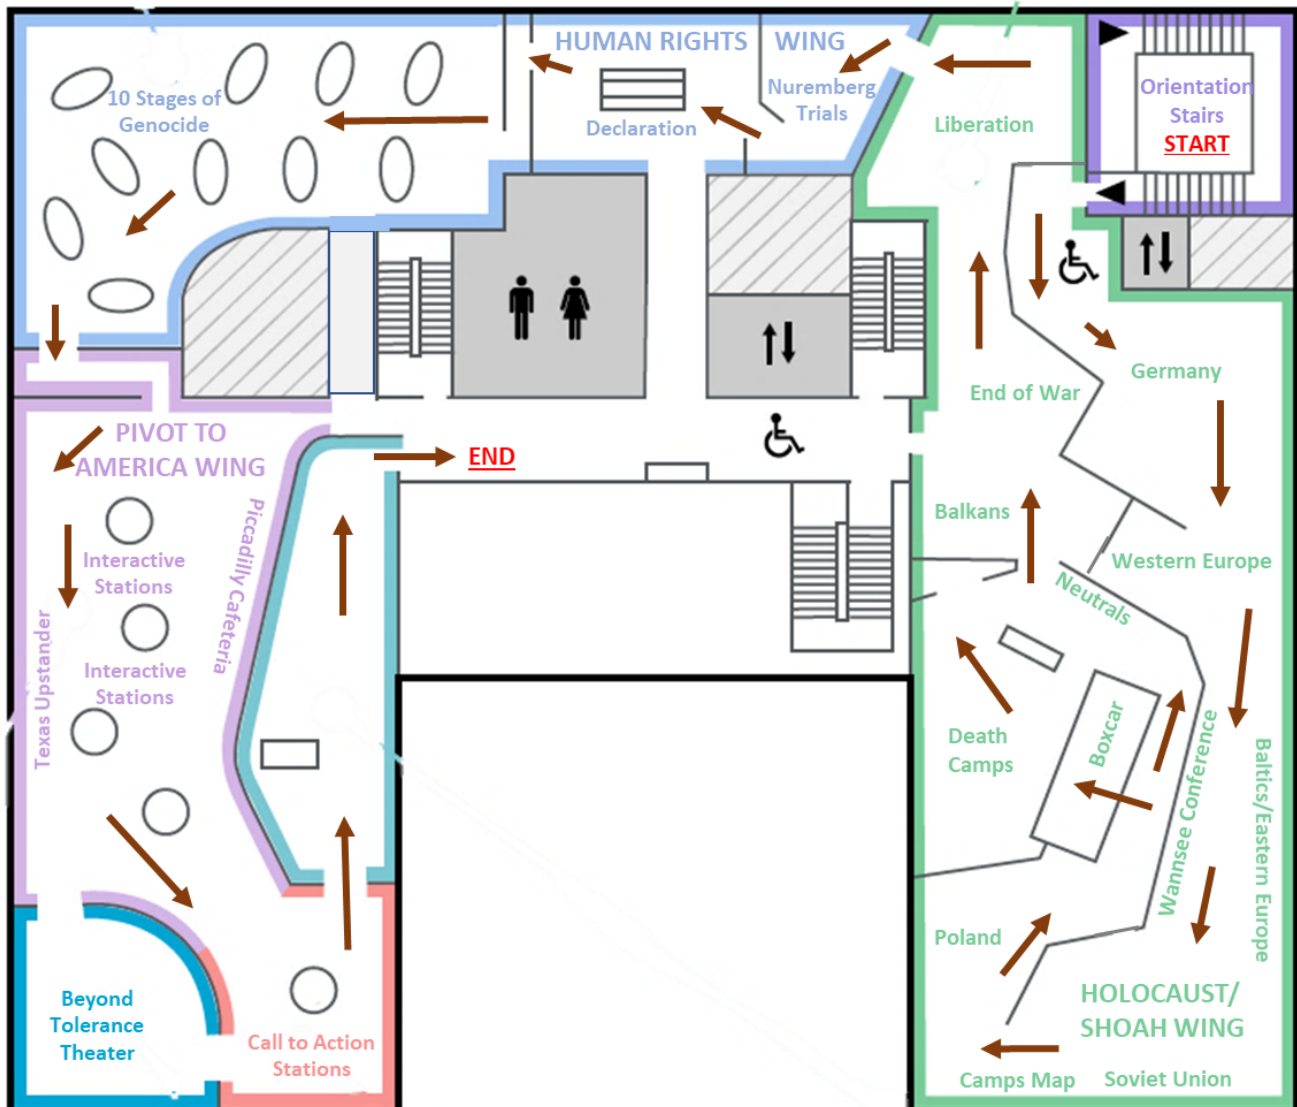 HUMAN RIGHTS WING
10 Stages of
Genocide
Declaration
Nuremberg
Trials
Liberation
Orientation
Stairs
START
Germany
End of War
Balkans
Western Europe
Neutrals
Boxcar
Death
Camps
Wannsee Conference
Baltics/Eastern Europe
Poland
HOLOCAUST/
SHOAH WING
Camps Map
Soviet Union
PIVOT TO
AMERICA WING
END
Piccadilly Cafeteria
Interactive
Stations
Interactive
Stations
Texas Upstander
Beyond
Tolerance
Theater
Call to Action
Stations